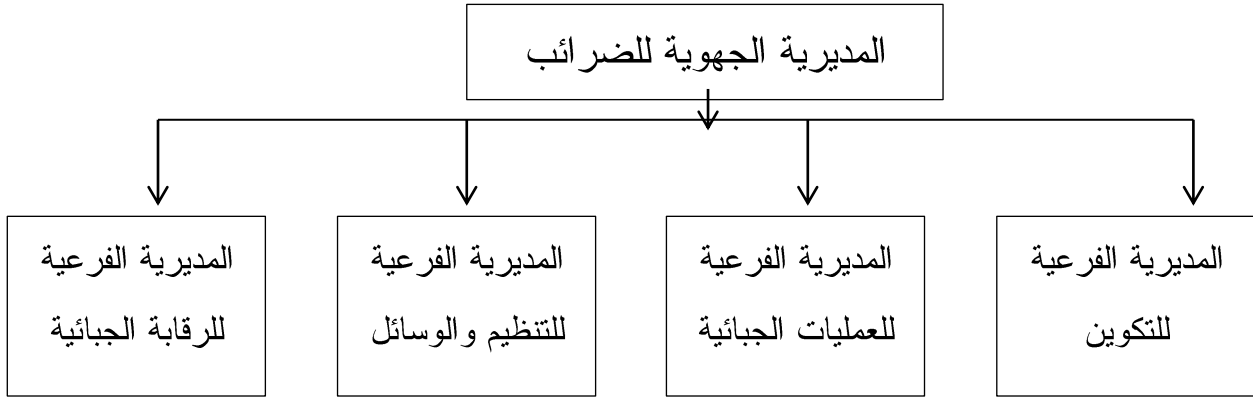 المديرية الجهوية للضرائب
المديرية الفرعية
للتكوين
المديرية الفرعية
للعمليات الجبائية
المديرية الفرعية
للتنظيم والوسائل
المديرية الفرعية
للرقابة الجبائية